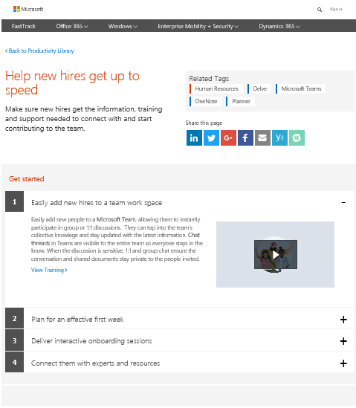 Microsoft
Sign in
FastTrack Office 365 Windows Enterprise Mobility + Security Dynamics 365
Back to Productivity Library
Help new hires get up to
speed
Make sure new hires get the information, training
and support needed to connect with and start
contributing to the team.
Related Tags
Human Resources Delve Microsoft Teams
OneNote Planner
Share this page
in G+ f y
Get started
1 Easily add new hires to a team work space -
Easily add new people to a Microsoft Team, allowing them to instantly
participate in group or 1:1 discussions. They can tap into the team's
collective knowledge and stay updated with the latest information. Chat
threads in Teams are visible to the entire team so everyone stays in the
know. When the discussion is sensitive, 1:1 and group chat ensure the
conversation and shared documents stay private to the people invited.
View Training
2 Plan for an effective first week +
3 Deliver interactive onboarding sessions +
4 Connect them with experts and resources +